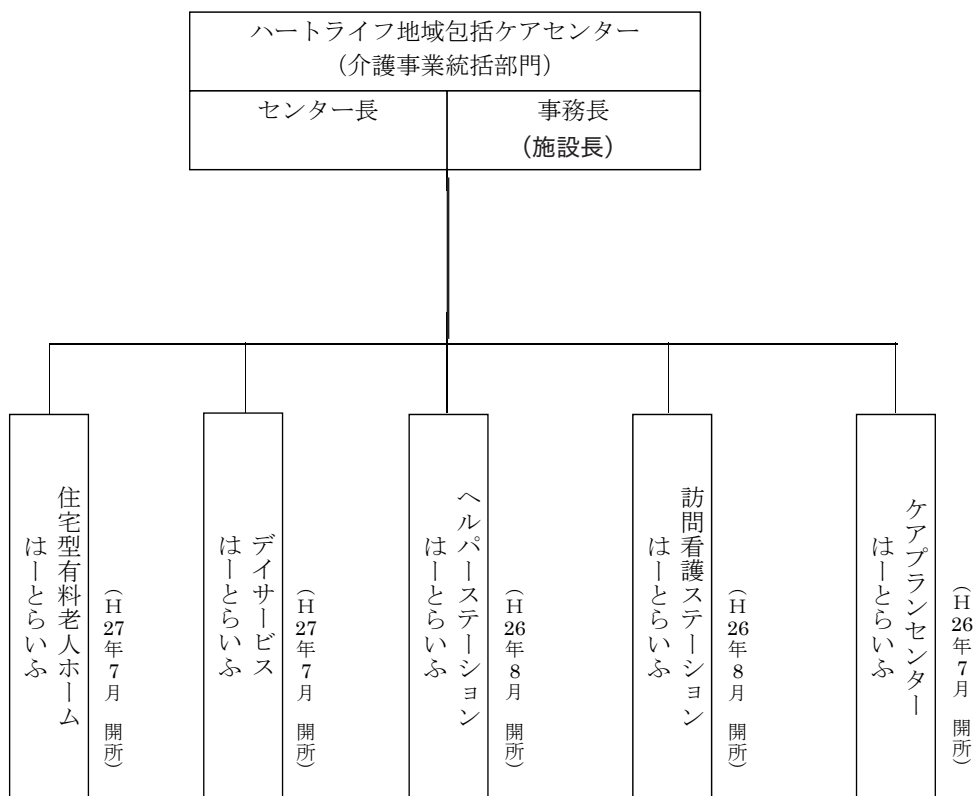 ハートライフ地域包括ケアセンター
（介護事業統括部門）
センター長
事務長
（施設長）
住宅型有料老人ホーム
はーとらいふ
（H27年7月 開所）
デイサービス
はーとらいふ
（H27年7月 開所）
ヘルパーステーション
はーとらいふ
（H26年8月 開所）
訪問看護ステーション
はーとらいふ
（H26年8月 開所）
ケアプランセンター
はーとらいふ
（H26年7月 開所）